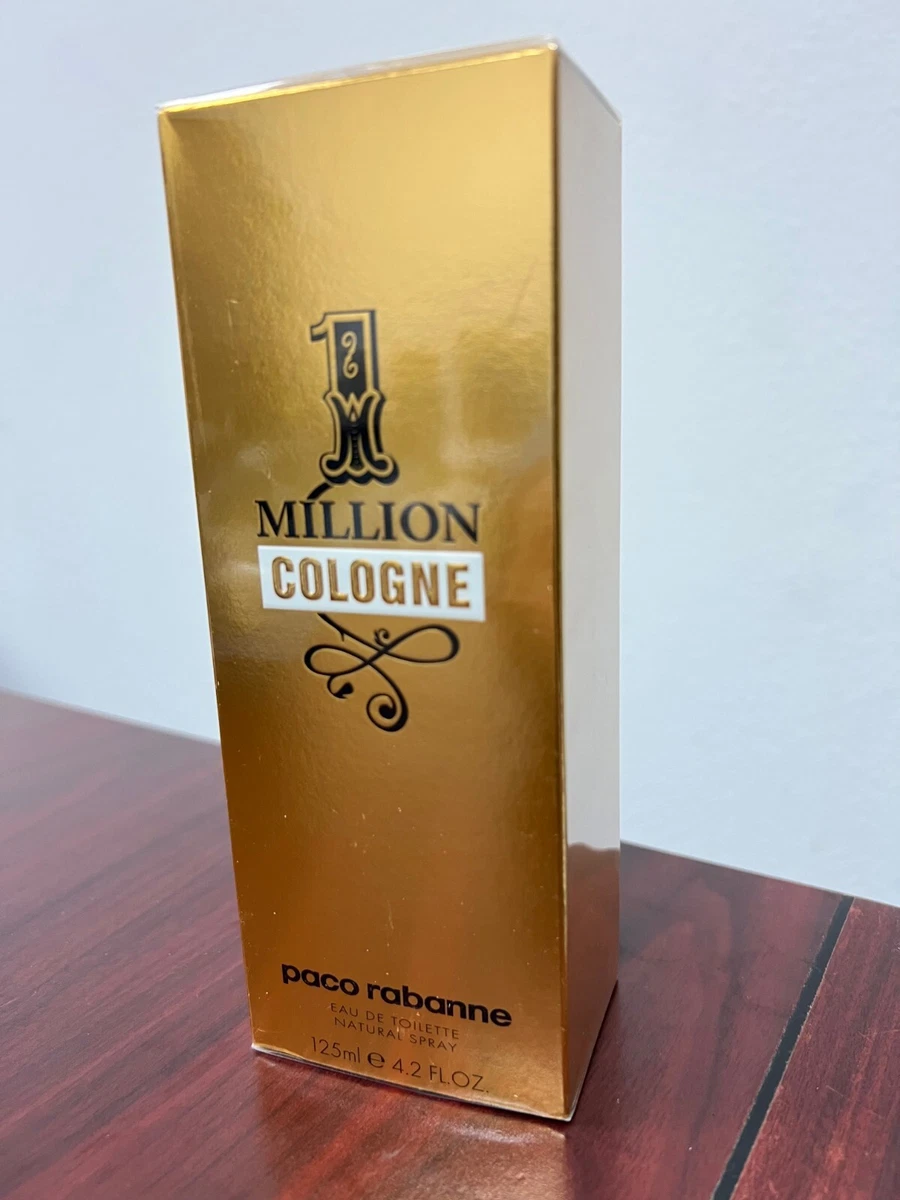 1
MILLION
COLOGNE
paco rabanne
EAU DE TOILETTE
NATURAL SPRAY
125ml ℮ 4.2 FL.OZ.